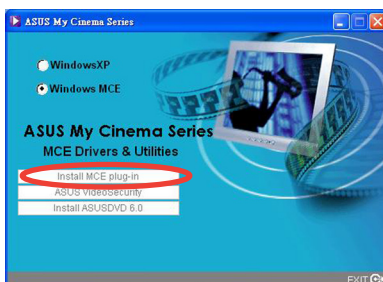 ASUS My Cinema Series
WindowsXP
Windows MCE
ASUS My Cinema Series
MCE Drivers & Utilities
Install MCE plug-in
ASUS VideoSecurity
Install ASUSDVD 6.0
EXIT